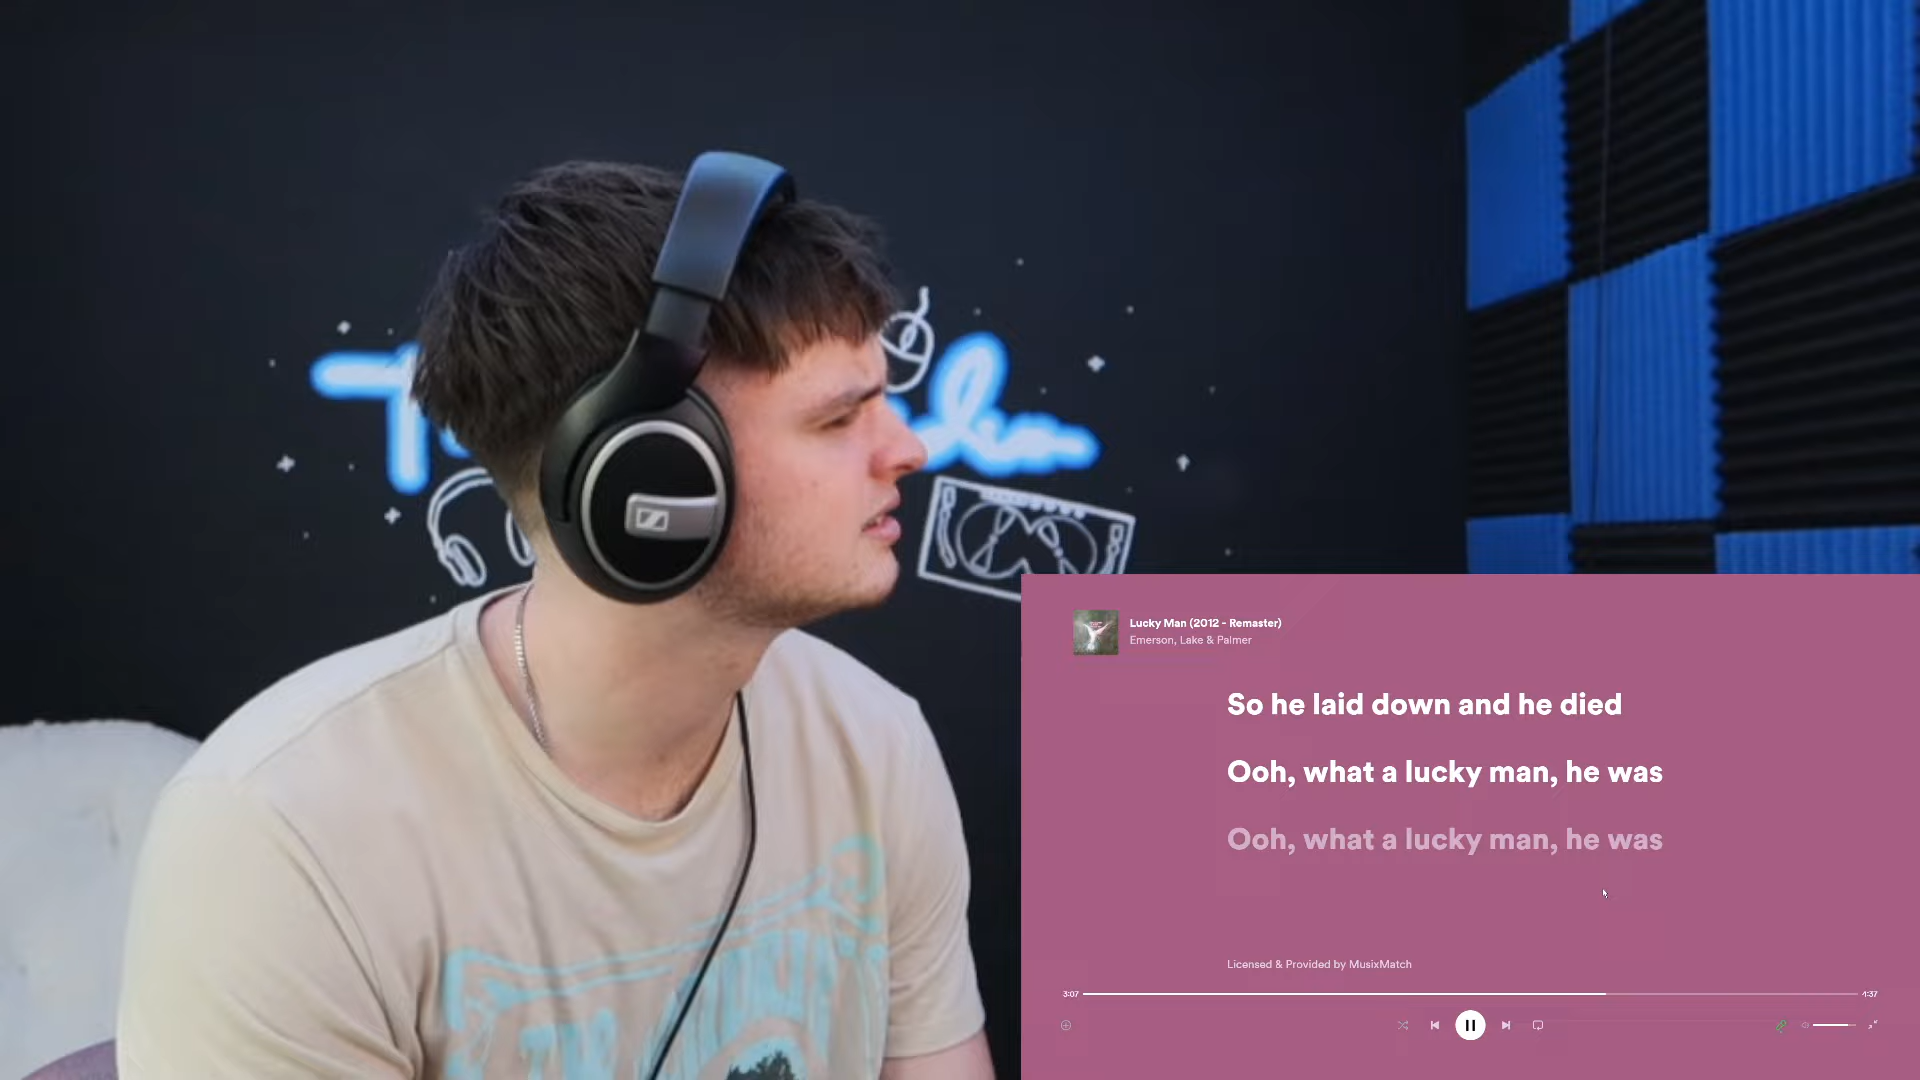 Lucky Man (2012 - Remaster)
Emerson, Lake & Palmer
So he laid down and he died
Ooh, what a lucky man, he was
Ooh, what a lucky man, he was
Licensed & Provided by MusixMatch
3:07
4:37